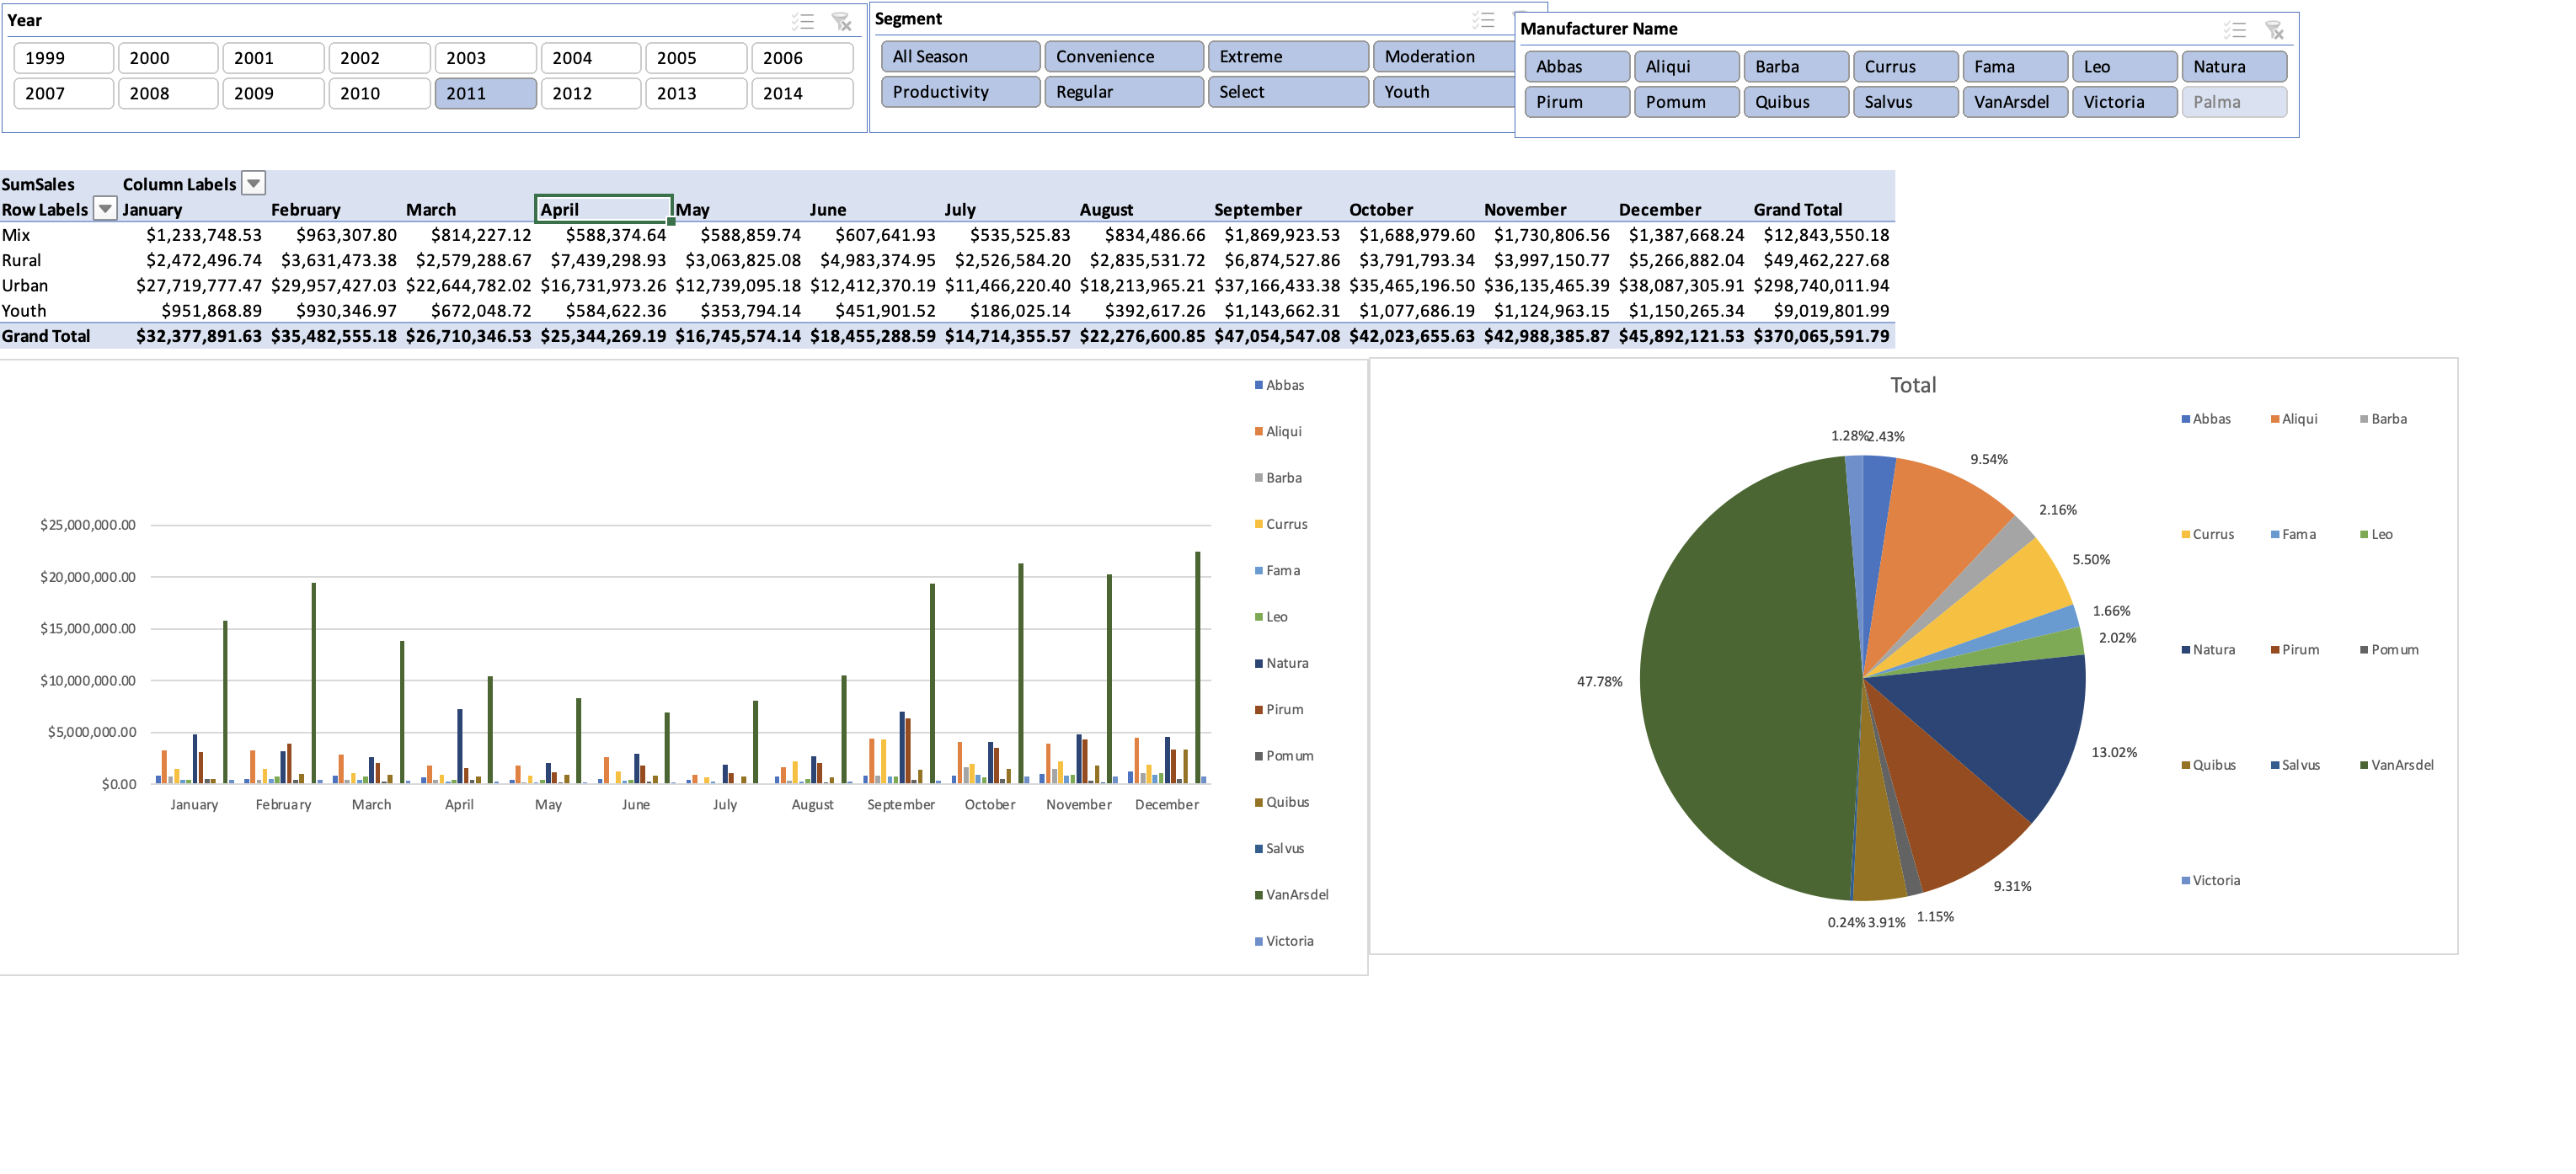 Year
1999 2000 2001 2002 2003 2004 2005 2006
2007 2008 2009 2010 2011 2012 2013 2014
Segment
All Season Convenience Extreme Moderation
Productivity Regular Select Youth
Manufacturer Name
Abbas Aliqui Barba Currus Fama Leo Natura
Pirum Pomum Quibus Salvus VanArsdel Victoria Palma
SumSales Column Labels
Row Labels January February March April May June July August September October November December Grand Total
Mix $1,233,748.53 $963,307.80 $814,227.12 $588,374.64 $588,859.74 $607,641.93 $535,525.83 $834,486.66 $1,869,923.53 $1,688,979.60 $1,730,806.56 $1,387,668.24 $12,843,550.18
Rural $2,472,496.74 $3,631,473.38 $2,579,288.67 $7,439,298.93 $3,063,825.08 $4,983,374.95 $2,526,584.20 $2,835,531.72 $6,874,527.86 $3,791,793.34 $3,997,150.77 $5,266,882.04 $49,462,227.68
Urban $27,719,777.47 $29,957,427.03 $22,644,782.02 $16,731,973.26 $12,739,095.18 $12,412,370.19 $11,466,220.40 $18,213,965.21 $37,166,433.38 $35,465,196.50 $36,135,465.39 $38,087,305.91 $298,740,011.94
Youth $951,868.89 $930,346.97 $672,048.72 $584,622.36 $353,794.14 $451,901.52 $186,025.14 $392,617.26 $1,143,662.31 $1,077,686.19 $1,124,963.15 $1,150,265.34 $9,019,801.99
Grand Total $32,377,891.63 $35,482,555.18 $26,710,346.53 $25,344,269.19 $16,745,574.14 $18,455,288.59 $14,714,355.57 $22,276,600.85 $47,054,547.08 $42,023,655.63 $42,988,385.87 $45,892,121.53 $370,065,591.79
$25,000,000.00
$20,000,000.00
$15,000,000.00
$10,000,000.00
$5,000,000.00
$0.00
January February March April May June July August September October November December
Abbas
Aliqui
Barba
Currus
Fama
Leo
Natura
Pirum
Pomum
Quibus
Salvus
VanArsdel
Victoria
Total
1.28% 2.43%
9.54%
2.16%
5.50%
1.66%
2.02%
47.78%
13.02%
9.31%
0.24% 3.91% 1.15%
Abbas Aliqui Barba
Currus Fama Leo
Natura Pirum Pomum
Quibus Salvus VanArsdel
Victoria